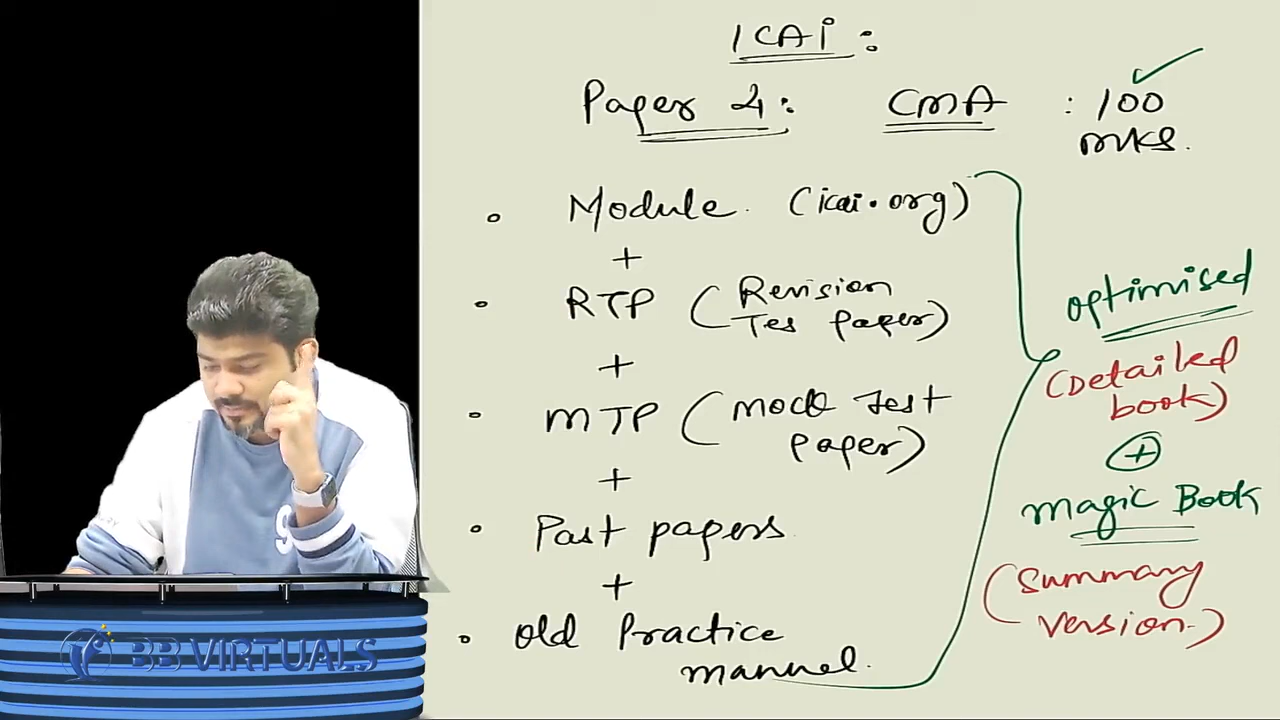 ICAI:
Paper 4: CMA : 100
mks.
• Module. (icai.org)
+
• RTP (Revision
Tes paper)
+
• MTP (Mock Test
paper)
+
• Past papers
+
• Old Practice
manual.
optimised
(Detailed
book)
+
Magic Book
(Summary
version.)
BB VIRTUALS